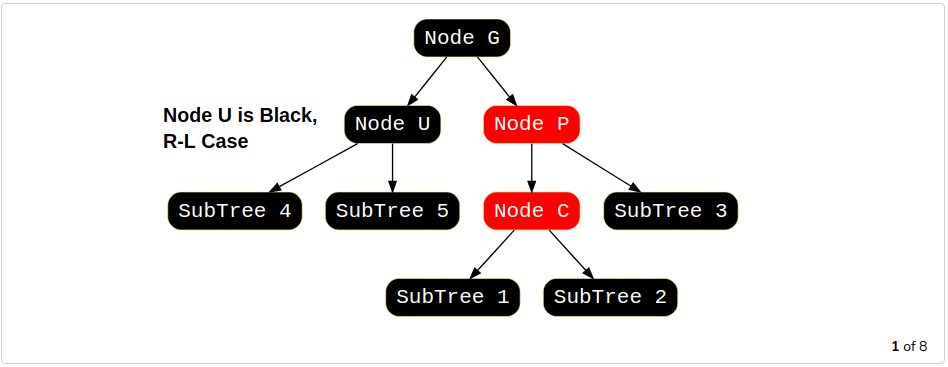 Node G
Node U is Black,
R-L Case
Node U
Node P
SubTree 4
SubTree 5
Node C
SubTree 3
SubTree 1
SubTree 2
1 of 8